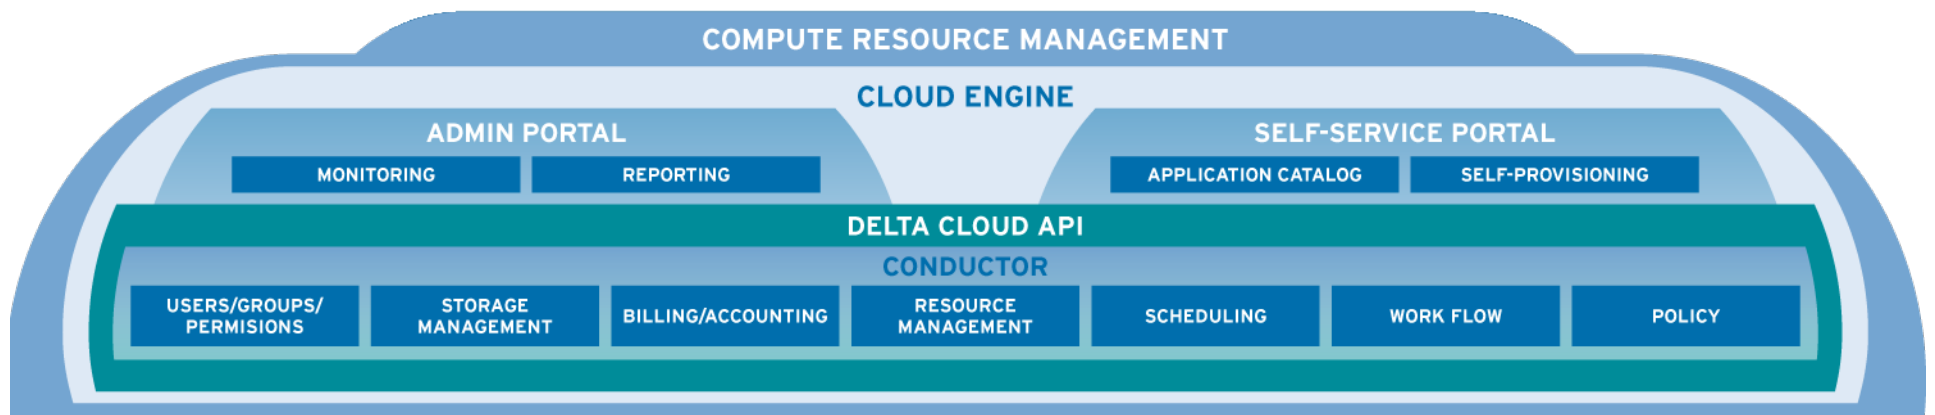 COMPUTE RESOURCE MANAGEMENT
CLOUD ENGINE
ADMIN PORTAL
MONITORING
REPORTING
SELF-SERVICE PORTAL
APPLICATION CATALOG
SELF-PROVISIONING
DELTA CLOUD API
CONDUCTOR
USERS/GROUPS/
PERMISIONS
STORAGE
MANAGEMENT
BILLING/ACCOUNTING
RESOURCE
MANAGEMENT
SCHEDULING
WORK FLOW
POLICY